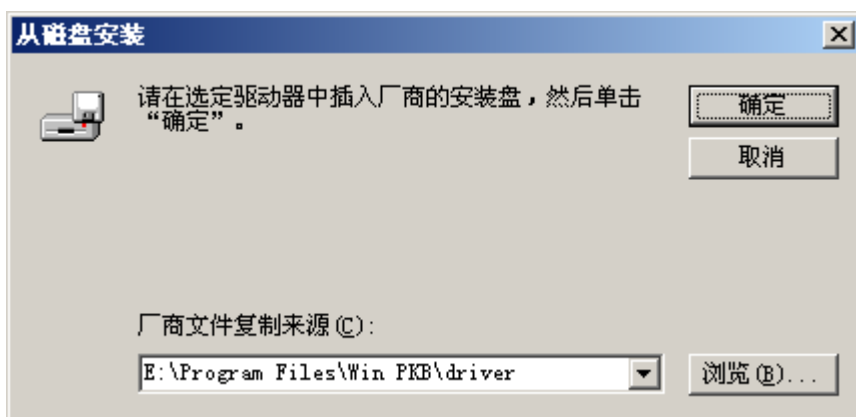 从磁盘安装
请在选定驱动器中插入厂商的安装盘，然后单击
“确定”。
确定
取消
厂商文件复制来源(C):
E:\Program Files\Win PKB\driver
浏览(B)...